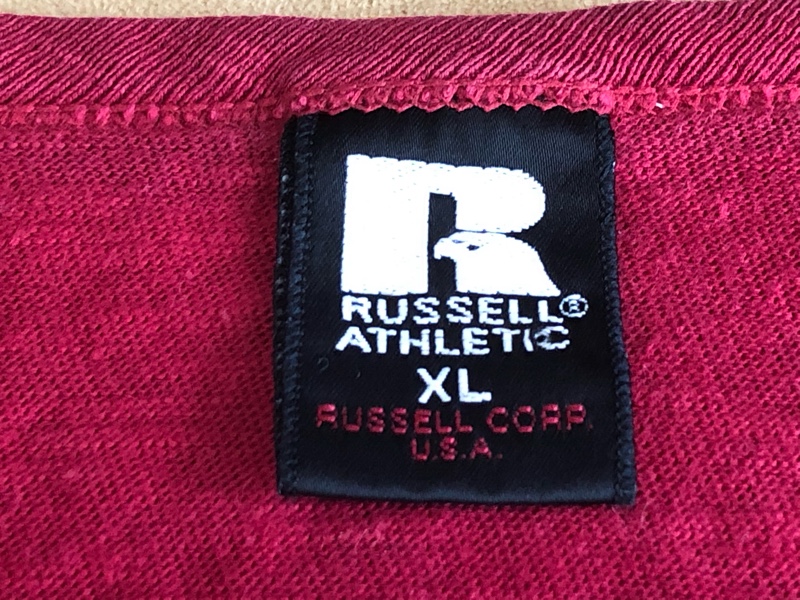 R
RUSSELL®
ATHLETIC
XL
RUSSELL CORP.
U.S.A.